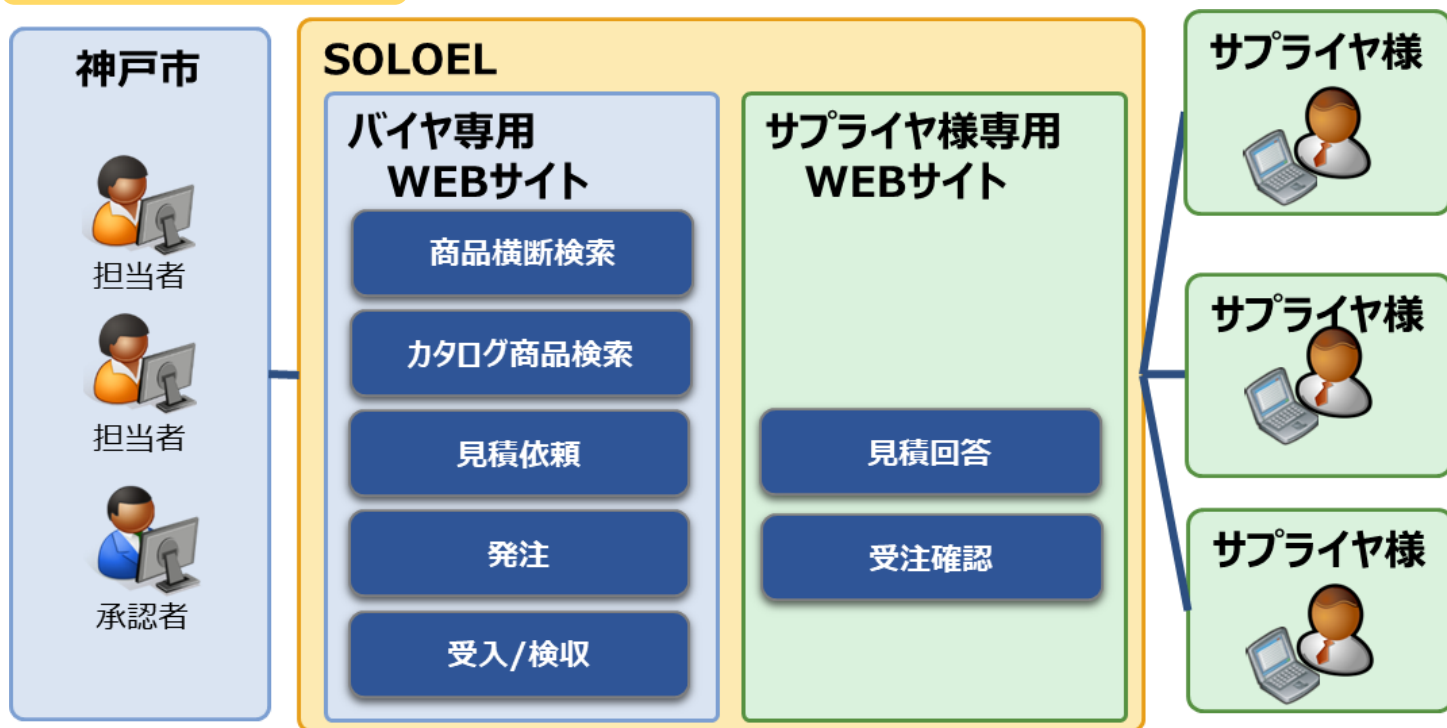 神戸市
担当者
担当者
承認者
SOLOEL
バイヤ専用
WEBサイト
商品横断検索
カタログ商品検索
見積依頼
発注
受入/検収
サプライヤ様専用
WEBサイト
見積回答
受注確認
サプライヤ様
サプライヤ様
サプライヤ様